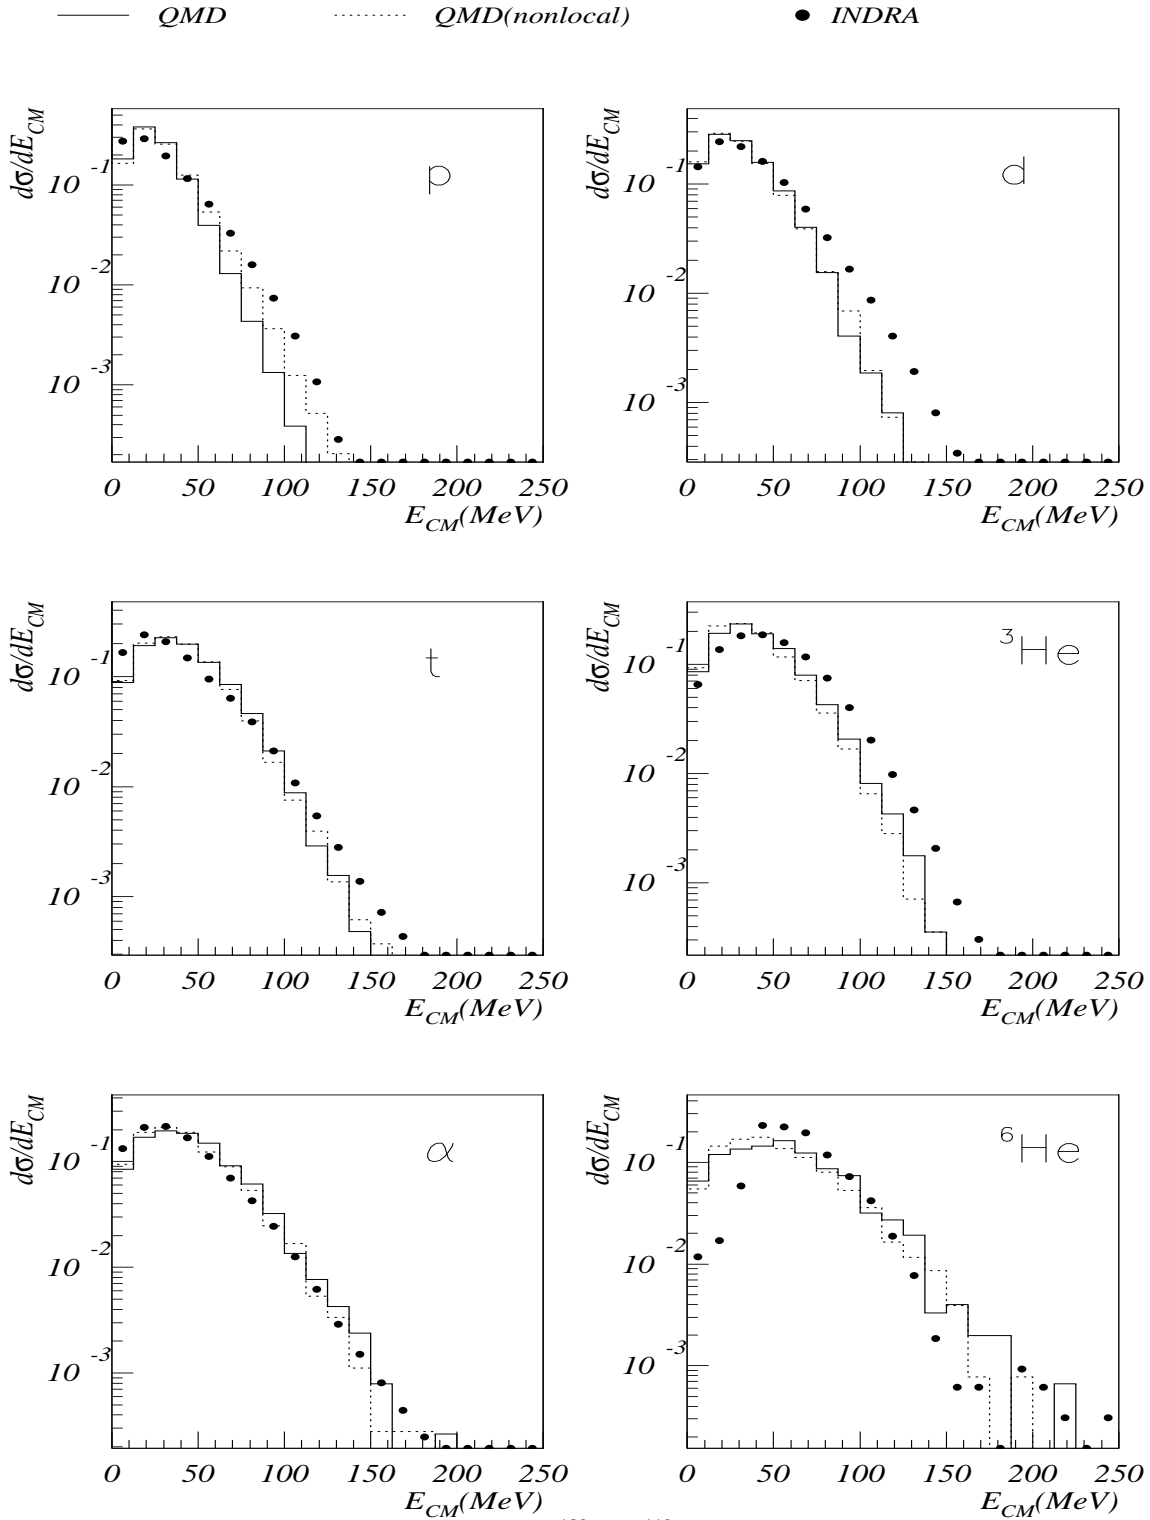 QMD QMD(nonlocal) INDRA
dσ/dE_CM p 10^-1 10^-2 10^-3
0 50 100 150 200 250
E_CM(MeV)
dσ/dE_CM d 10^-1 10^-2 10^-3
0 50 100 150 200 250
E_CM(MeV)
dσ/dE_CM t 10^-1 10^-2 10^-3
0 50 100 150 200 250
E_CM(MeV)
dσ/dE_CM ^3He 10^-1 10^-2 10^-3
0 50 100 150 200 250
E_CM(MeV)
dσ/dE_CM α 10^-1 10^-2 10^-3
0 50 100 150 200 250
E_CM(MeV)
dσ/dE_CM ^6He 10^-1 10^-2 10^-3
0 50 100 150 200 250
E_CM(MeV)